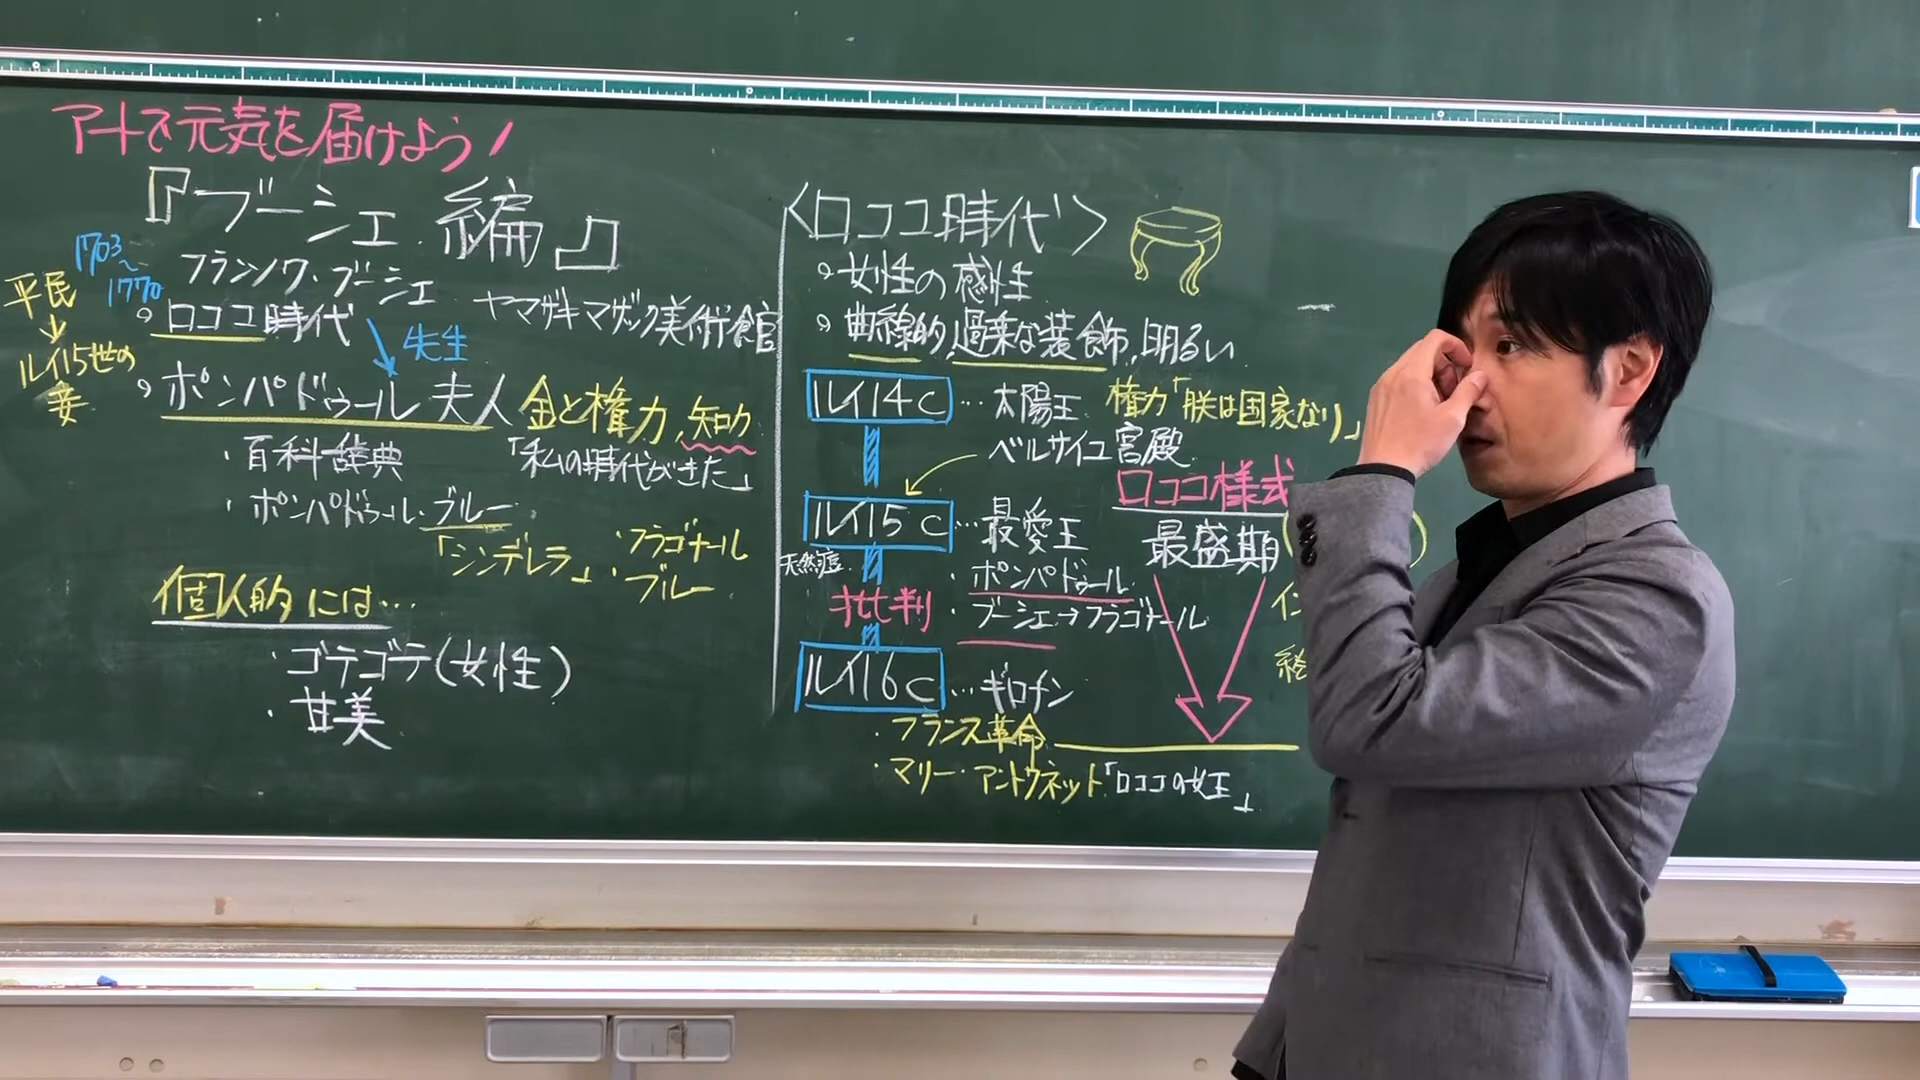 アートで元気を届けよう!
『ブーシェ編』
1703~
1770
フランソワ・ブーシェ
ヤマザキマザック美術館
平民
↓
ルイ15世の
妾
ロココ時代
先生
ポンパドゥール夫人
金と権力、知力
・百科辞典
「私の時代がきた」
・ポンパドゥール・ブルー
「シンデレラ」
・フラゴナール
・ブルー
個人的には…
・ゴテゴテ(女性)
・甘美
〈ロココ時代〉
女性の感性
曲線的,過来な装飾,明るい
ルイ14c … 太陽王
権力「朕は国家なり」
ベルサイユ宮殿
ロココ様式
最盛期
ルイ15c … 最愛王
天然痘
・ポンパドゥール
批判
・ブーシェ→フラゴナール
ルイ16c … ギロチン
・フランス革命
・マリー・アントワネット「ロココの女王」